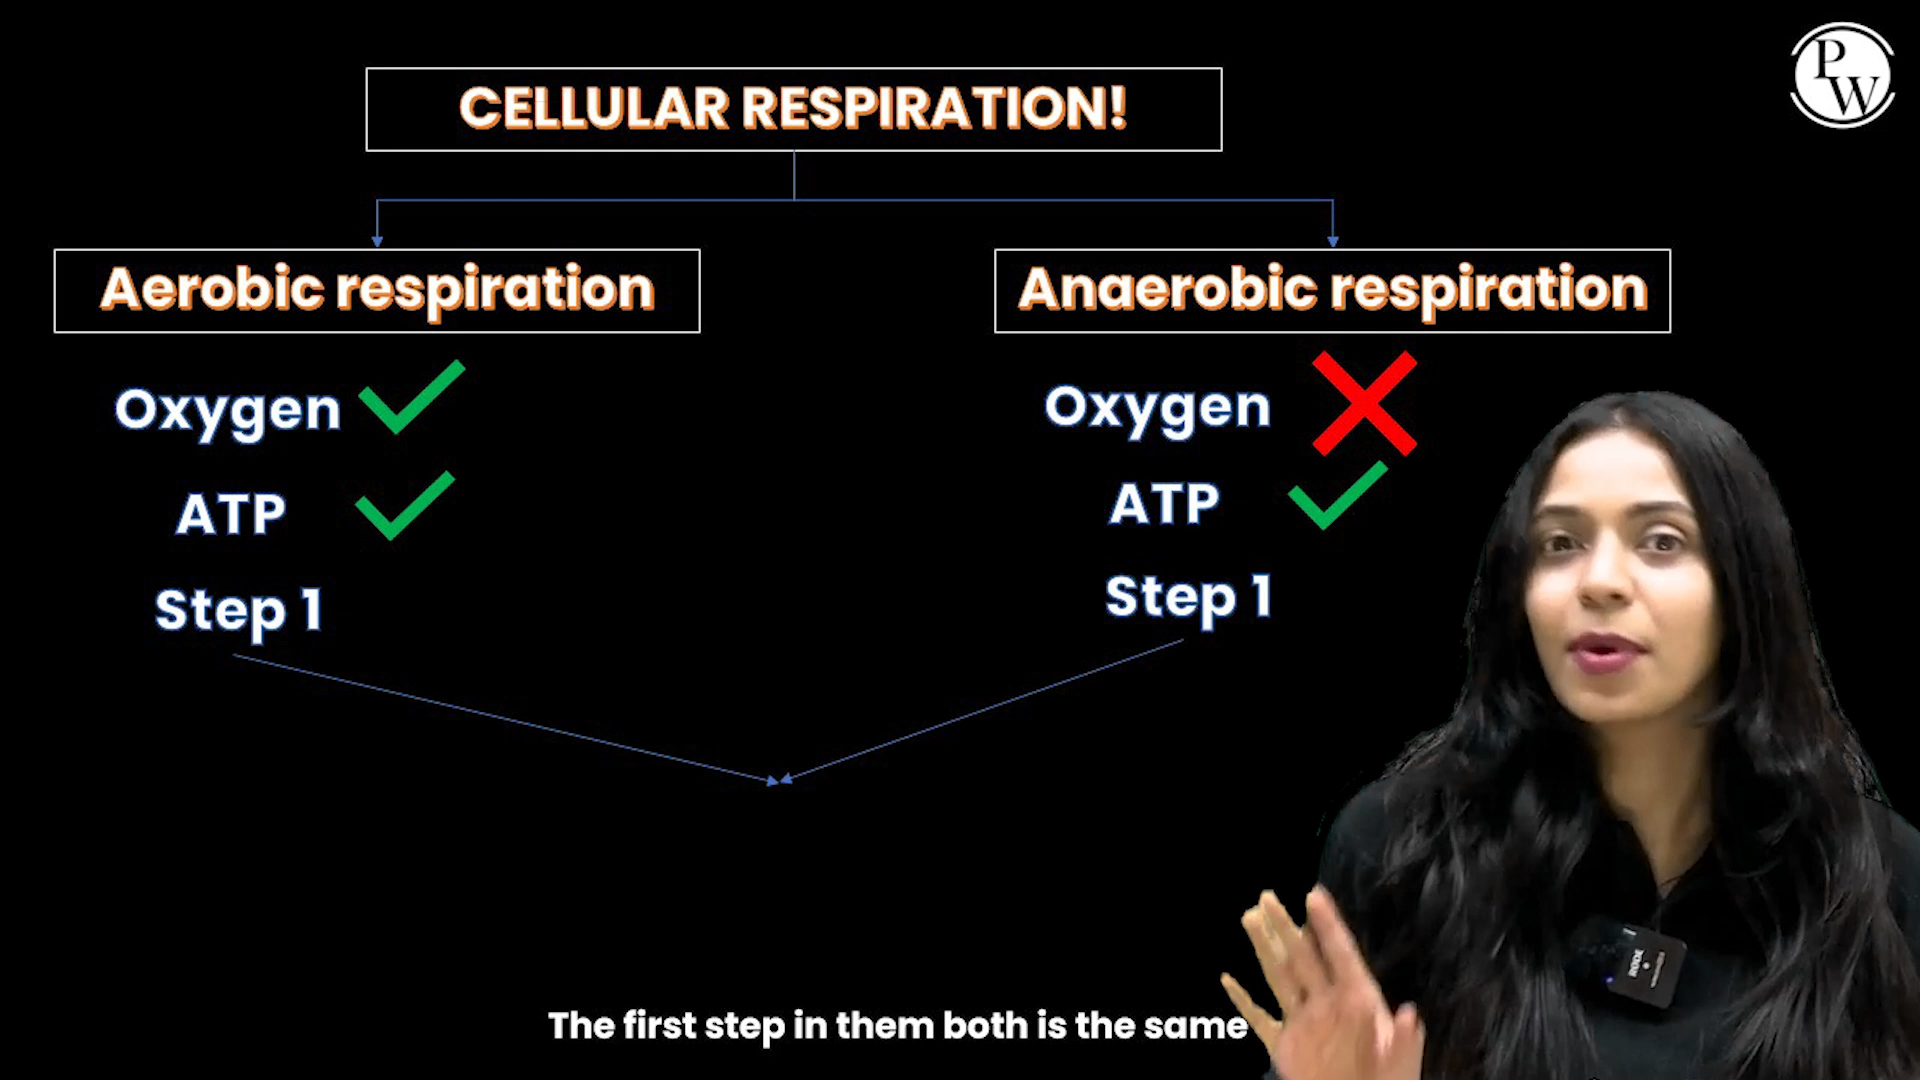 P
W
CELLULAR RESPIRATION!
Aerobic respiration
Anaerobic respiration
Oxygen
Oxygen
ATP
ATP
Step 1
Step 1
RODE
The first step in them both is the same